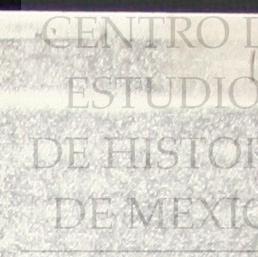 CENTRO D
ESTUDIO
DE HISTOR
DE MEXIC